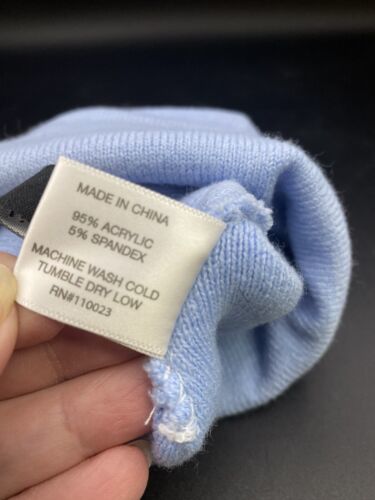 MADE IN CHINA
95% ACRYLIC
5% SPANDEX
MACHINE WASH COLD
TUMBLE DRY LOW
RN#110023